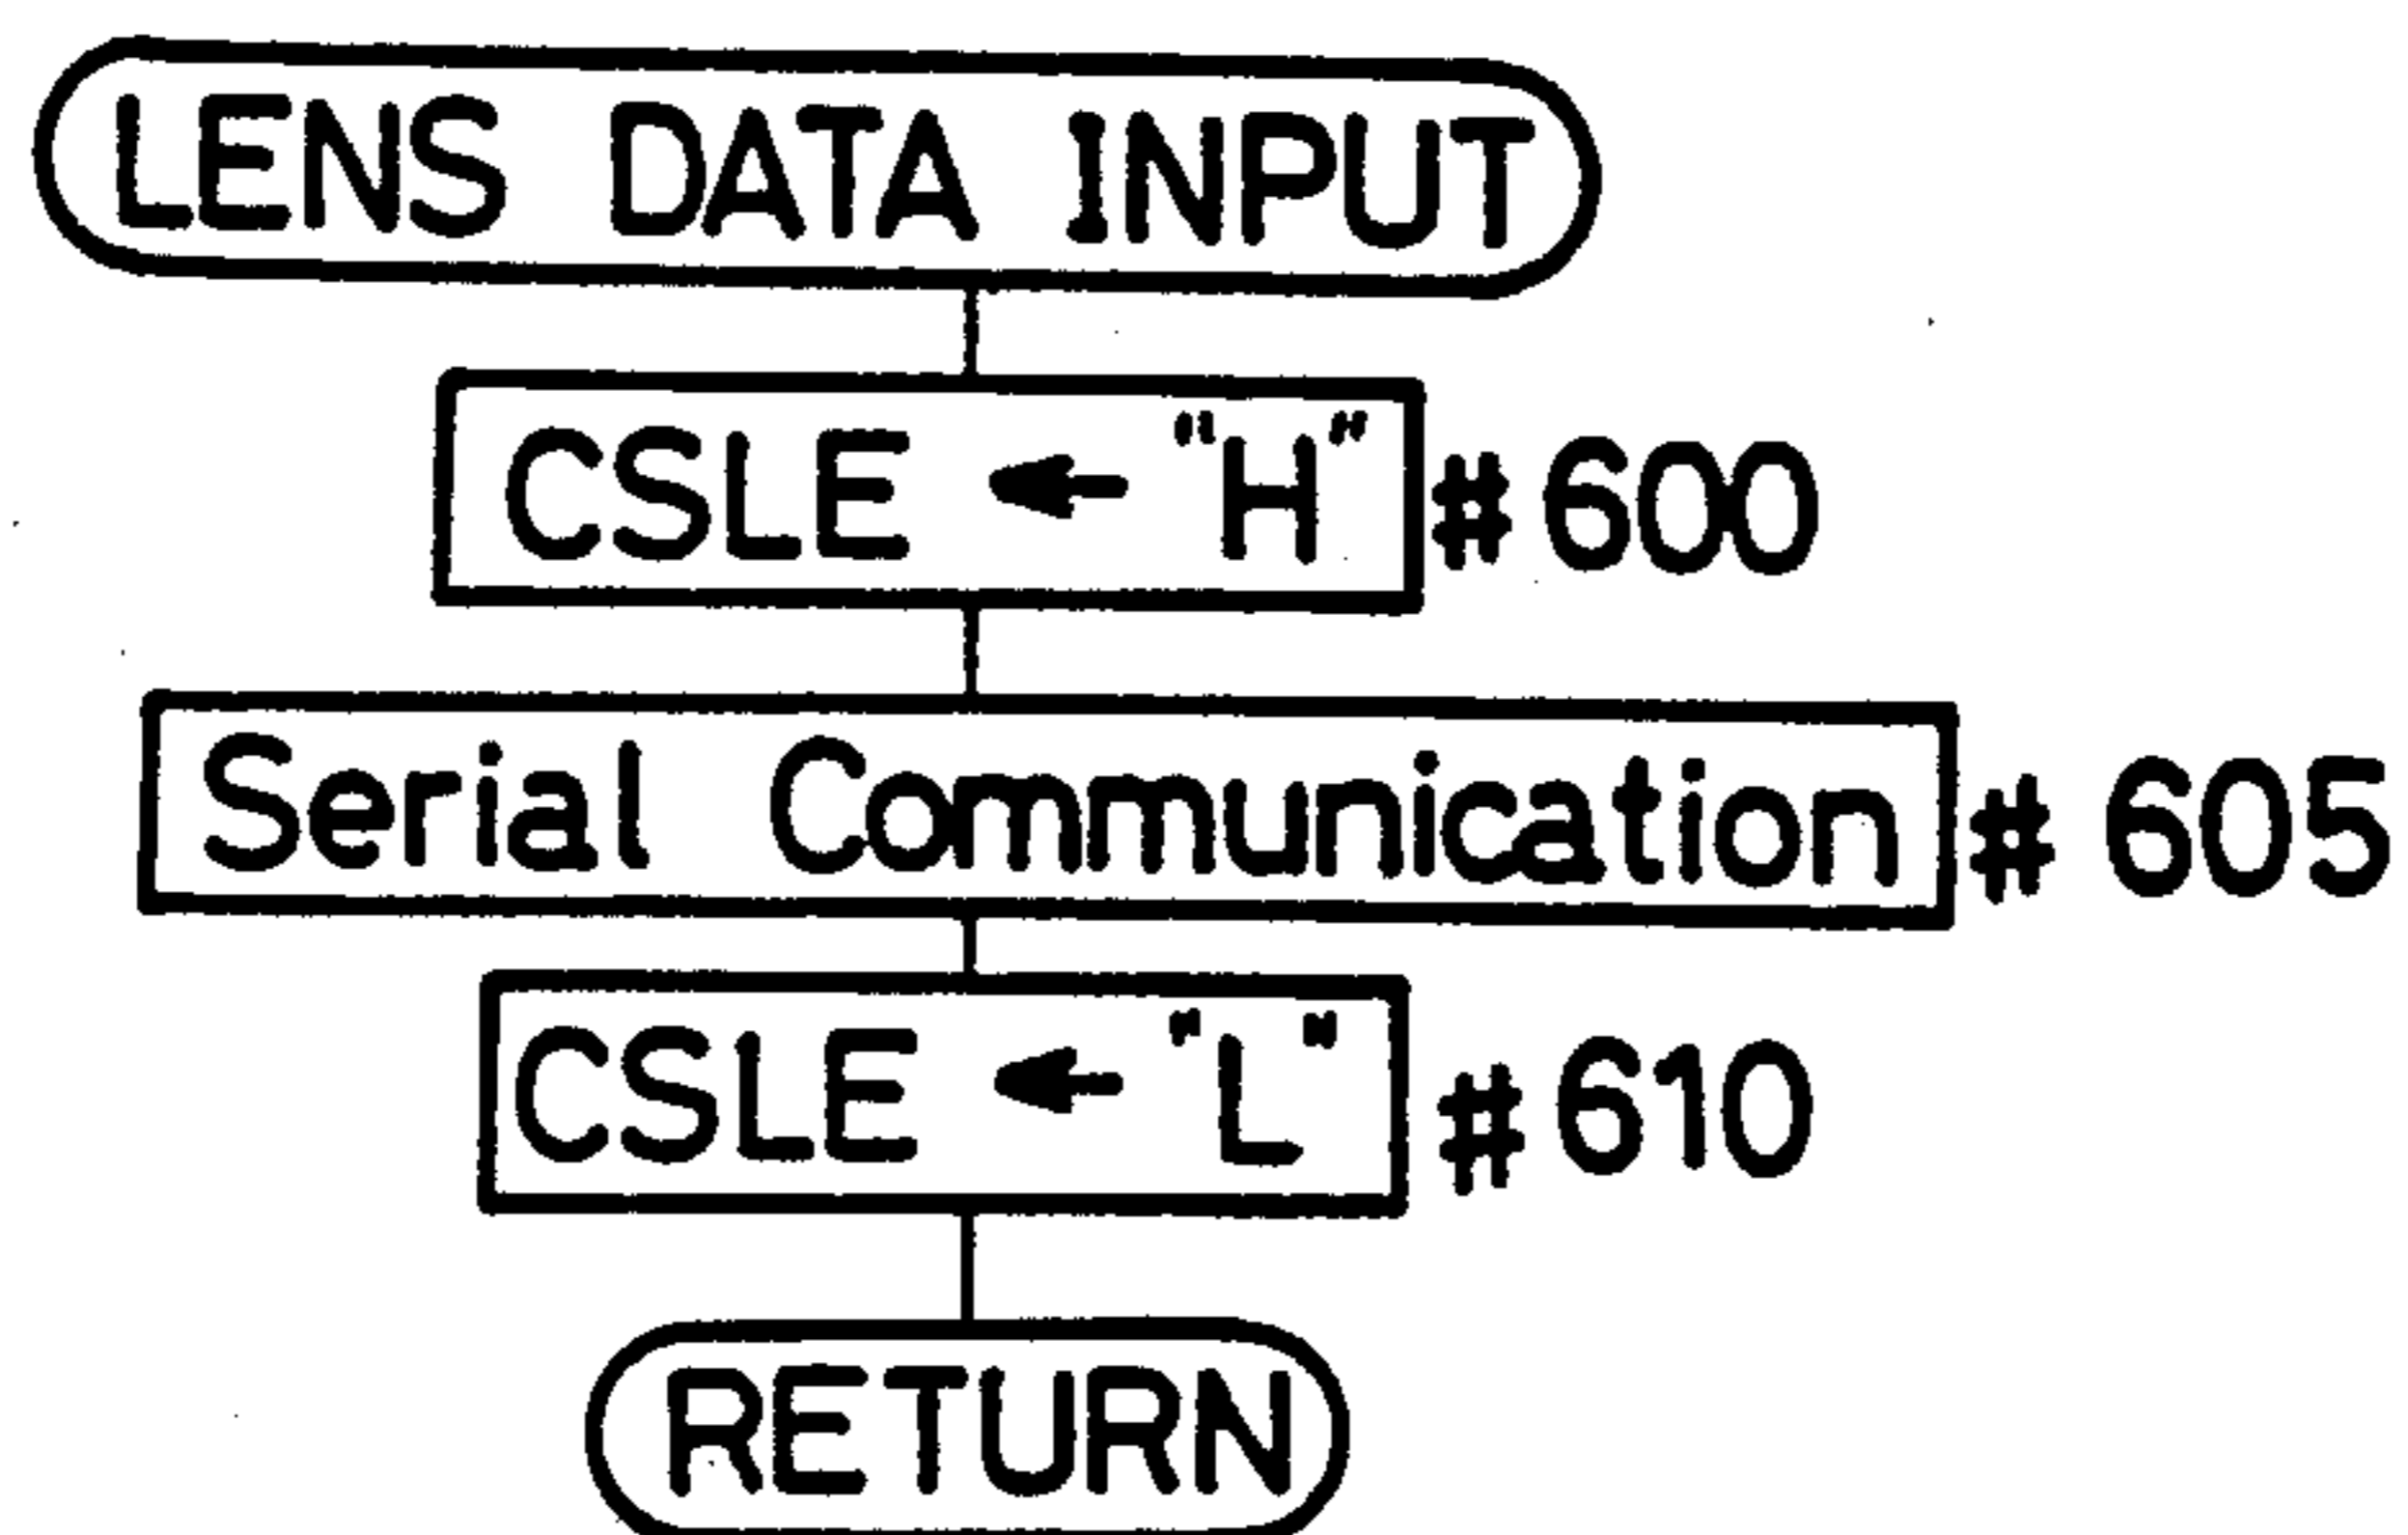 LENS DATA INPUT
CSLE ← "H" #600
Serial Communication # 605
CSLE ← "L" #610
RETURN